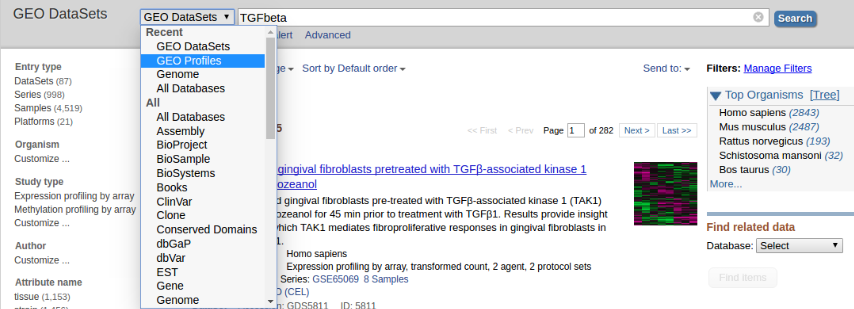 GEO DataSets
GEO DataSets
TGFbeta
Search
Recent
GEO DataSets
GEO Profiles
Genome
All Databases
All
All Databases
Assembly
BioProject
BioSample
BioSystems
Books
ClinVar
Clone
Conserved Domains
dbGaP
dbVar
EST
Gene
Genome
Advanced
Entry type
DataSets (87)
Series (998)
Samples (4,519)
Platforms (21)
Organism
Customize ...
Study type
Expression profiling by array
Methylation profiling by array
Customize ...
Author
Customize ...
Attribute name
tissue (1,153)
Sort by Default order
Send to:
<< First < Prev Page 1 of 282 Next > Last >>
gingival fibroblasts pretreated with TGFβ-associated kinase 1
ozeanol
d gingival fibroblasts pre-treated with TGFβ-associated kinase 1 (TAK1)
ozeanol for 45 min prior to treatment with TGFβ1. Results provide insight
which TAK1 mediates fibroproliferative responses in gingival fibroblasts in
1.
Homo sapiens
Expression profiling by array, transformed count, 2 agent, 2 protocol sets
Series: GSE65069 8 Samples
(CEL)
GDS5811 ID: 5811
Filters: Manage Filters
Top Organisms [Tree]
Homo sapiens (2843)
Mus musculus (2487)
Rattus norvegicus (193)
Schistosoma mansoni (32)
Bos taurus (30)
More...
Find related data
Database: Select
Find items